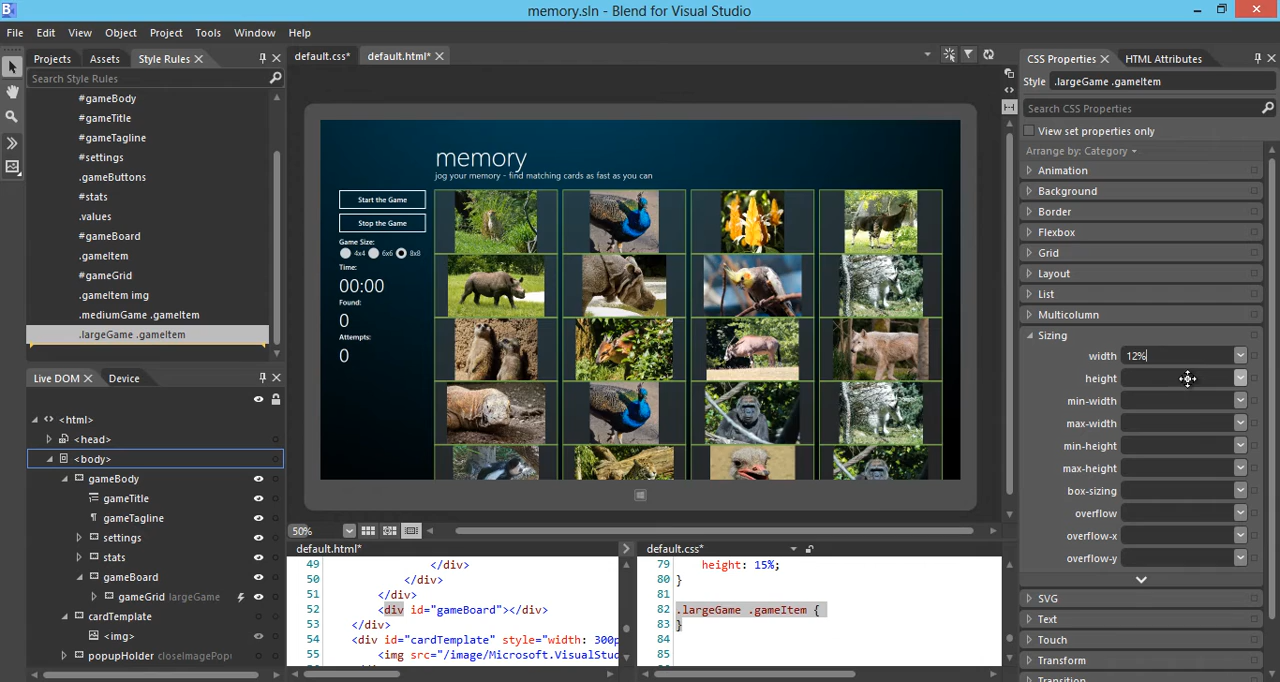 memory.sln - Blend for Visual Studio
File Edit View Object Project Tools Window Help
Projects Assets Style Rules
Search Style Rules
#gameBody
#gameTitle
#gameTagline
#settings
.gameButtons
#stats
.values
#gameBoard
.gameItem
#gameGrid
.gameItem img
.mediumGame .gameItem
.largeGame .gameItem
Live DOM Device
<html>
<head>
<body>
gameBody
gameTitle
gameTagline
settings
stats
gameBoard
gameGrid largeGame
cardTemplate
<img>
popupHolder closeImagePopu
default.css* default.html*
memory
jog your memory - find matching cards as fast as you can
Start the Game
Stop the Game
Game Size:
4x4 6x6 8x8
Time:
00:00
Found:
0
Attempts:
0
50%
default.html*
49 </div>
50 </div>
51 </div>
52 <div id="gameBoard"></div>
53 </div>
54 <div id="cardTemplate" style="width: 300p
55 <img src="/image/Microsoft.VisualStu
56
default.css*
79 height: 15%;
80 }
81
82 .largeGame .gameItem {
83 }
84
85
CSS Properties HTML Attributes
Style .largeGame .gameItem
Search CSS Properties
View set properties only
Arrange by: Category
Animation
Background
Border
Flexbox
Grid
Layout
List
Multicolumn
Sizing
width 12%
height
min-width
max-width
min-height
max-height
box-sizing
overflow
overflow-x
overflow-y
SVG
Text
Touch
Transform
Transition